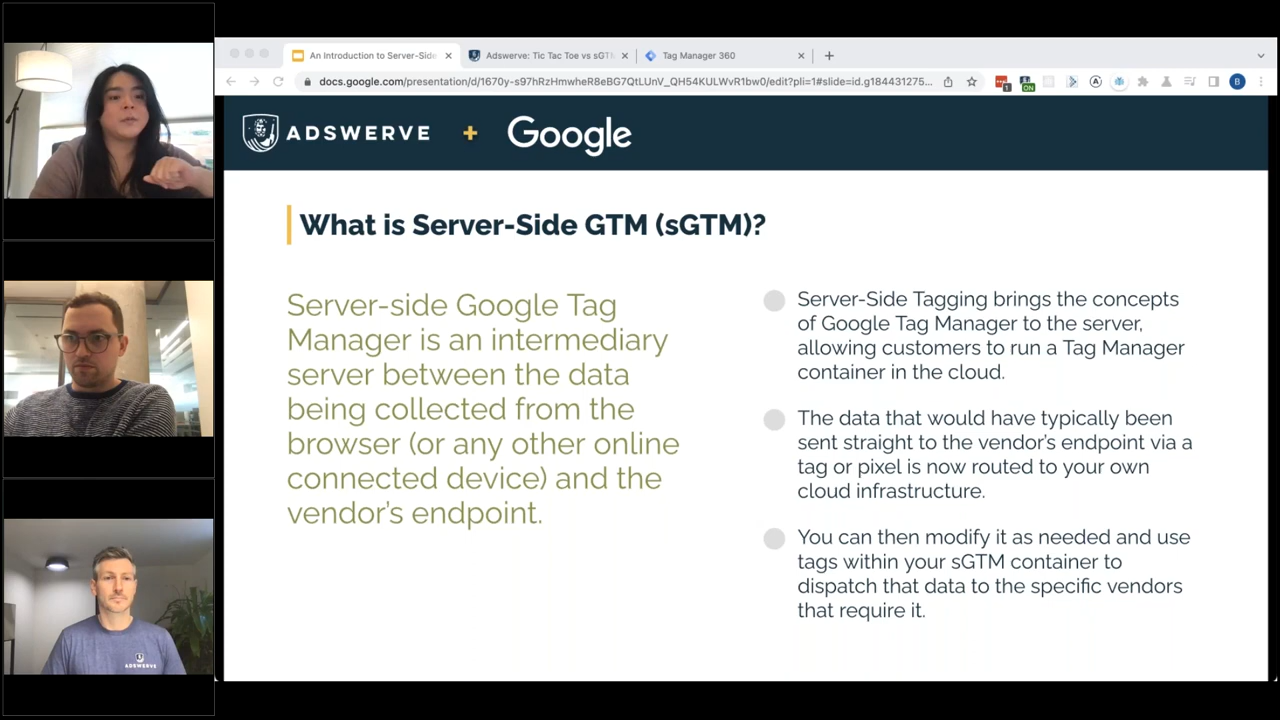 An Introduction to Server-Side
Adswerve: Tic Tac Toe vs sGTM
Tag Manager 360
docs.google.com/presentation/d/1670y-s97hRzHmwheR8eBG7QtLUnV_QH54KULWvR1bw0/edit?pli=1#slide=id.g184431275...
1
ON
A
B
ADSWERVE + Google
What is Server-Side GTM (sGTM)?
Server-side Google Tag
Manager is an intermediary
server between the data
being collected from the
browser (or any other online
connected device) and the
vendor's endpoint.
Server-Side Tagging brings the concepts
of Google Tag Manager to the server,
allowing customers to run a Tag Manager
container in the cloud.
The data that would have typically been
sent straight to the vendor's endpoint via a
tag or pixel is now routed to your own
cloud infrastructure.
You can then modify it as needed and use
tags within your sGTM container to
dispatch that data to the specific vendors
that require it.
ADSWERVE